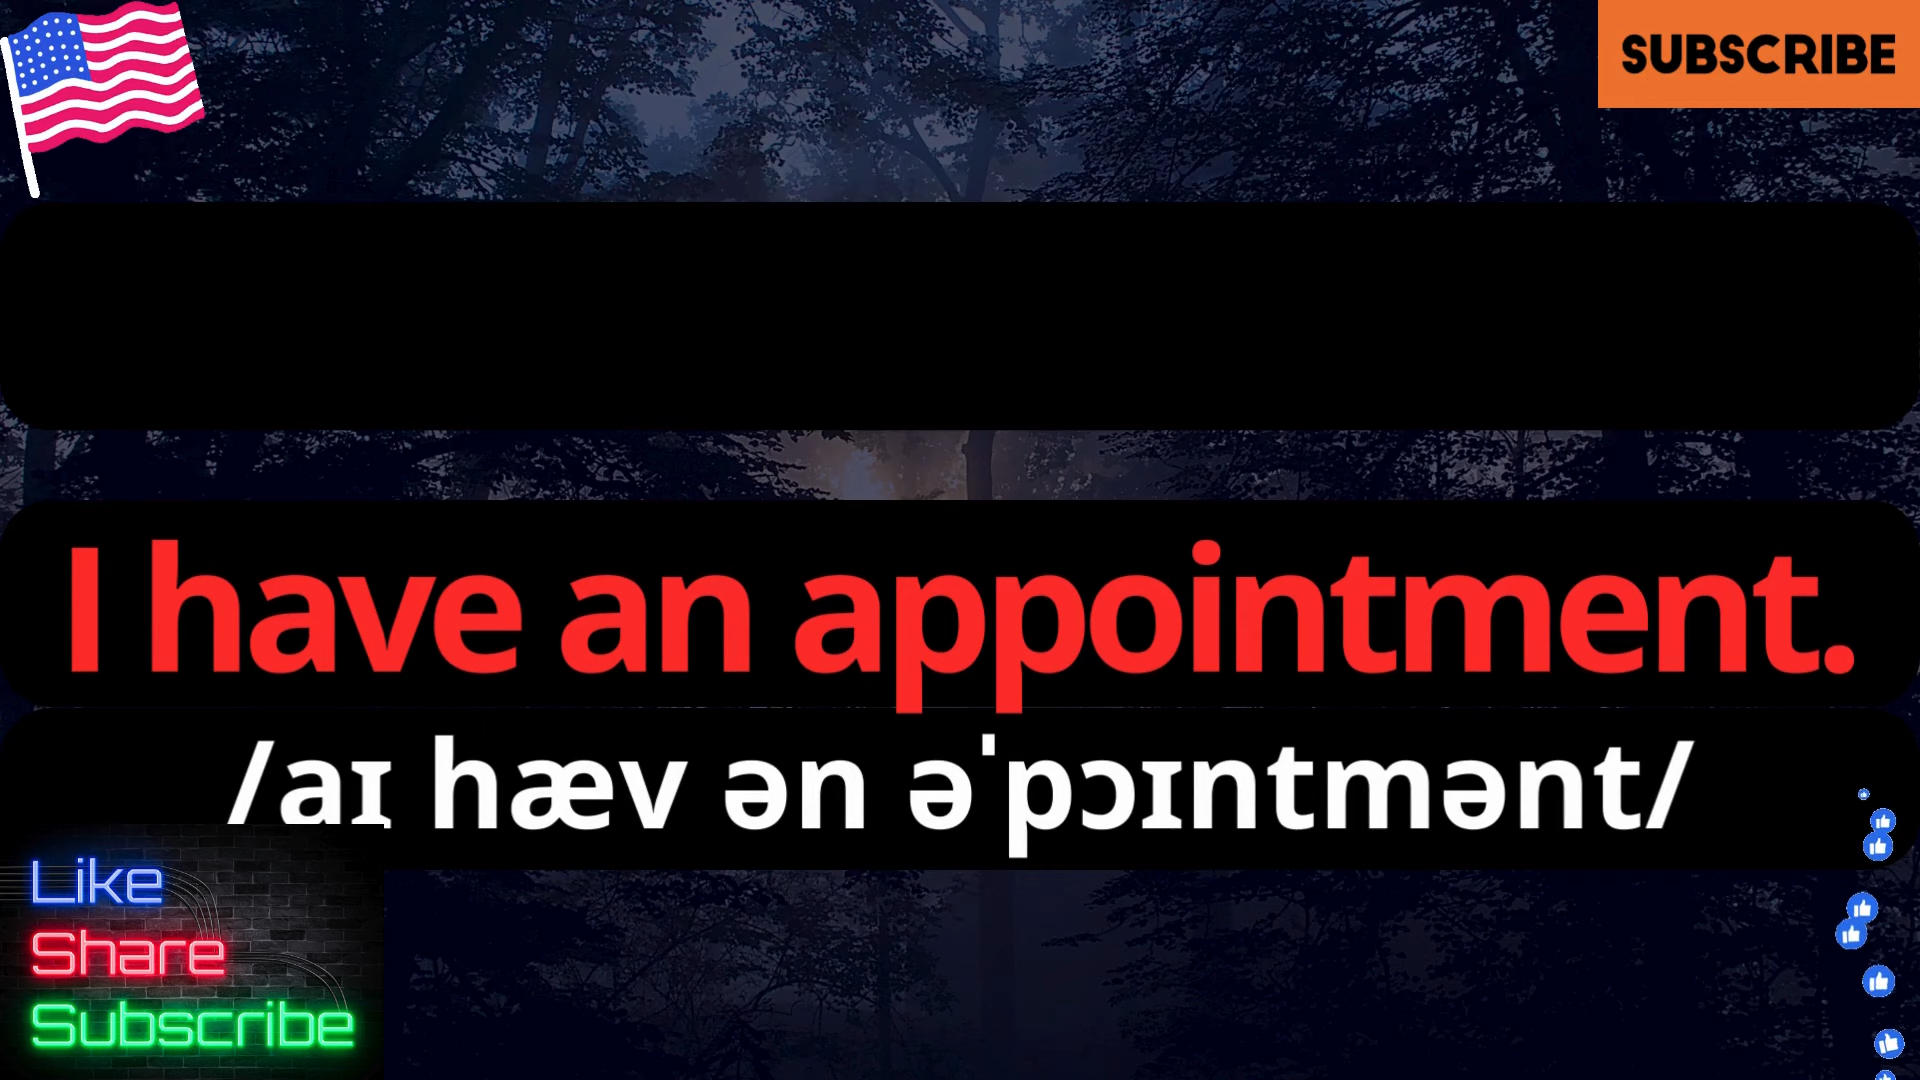 SUBSCRIBE
I have an appointment.
/aɪ hæv ən əˈpɔɪntmənt/
Like
Share
Subscribe